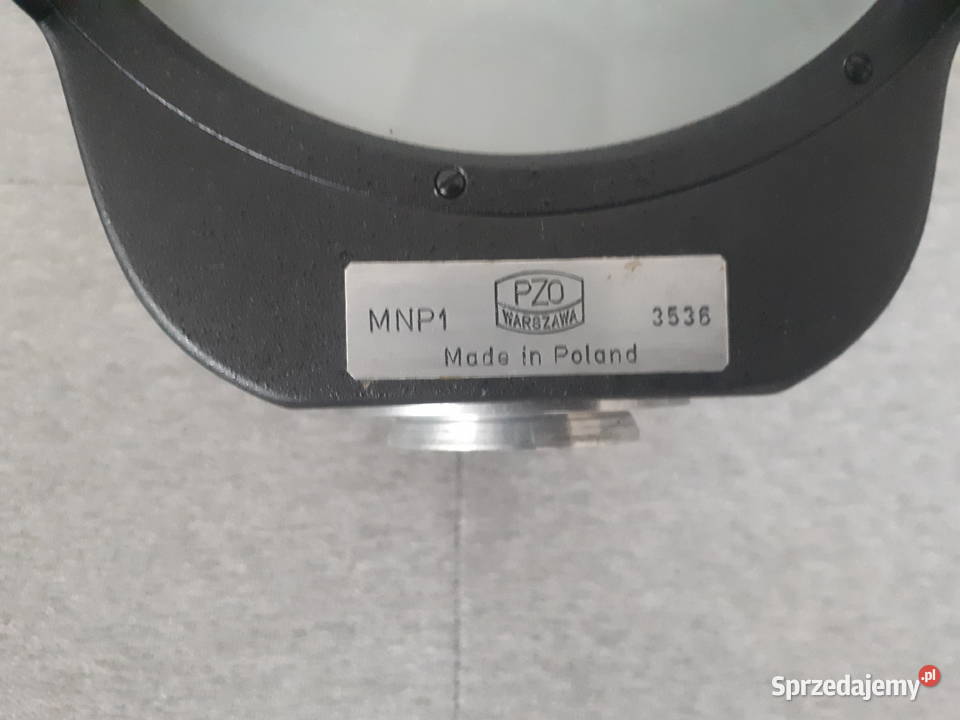 PZO
WARSZAWA
MNP1
3536
Made in Poland
Sprzedajemy.pl